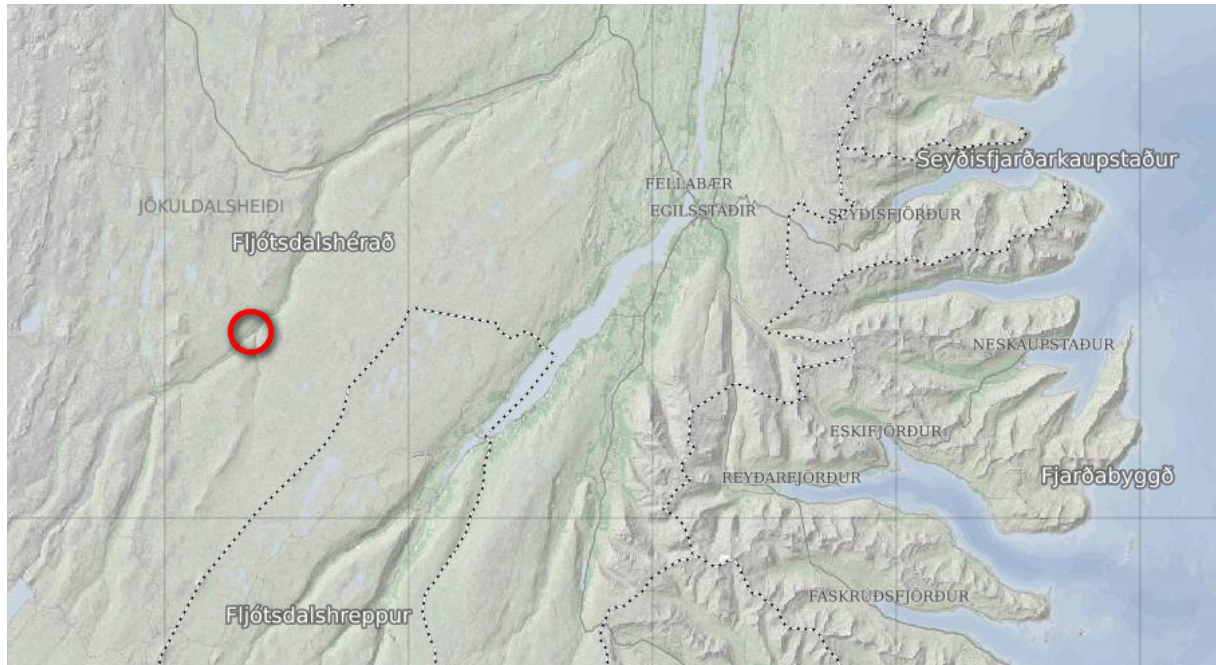 Seyðisfjarðarkaupstaður
FELLABÆR
EGILSSTAÐIR
JÖKULDALSHEIÐI
SEYÐISFJÖRÐUR
Fljótsdalshérað
NESKAUPSTAÐUR
ESKIFJÖRÐUR
REYÐARFJÖRÐUR
Fjarðabyggð
FÁSKRÚÐSFJÖRÐUR
Fljótsdalshreppur